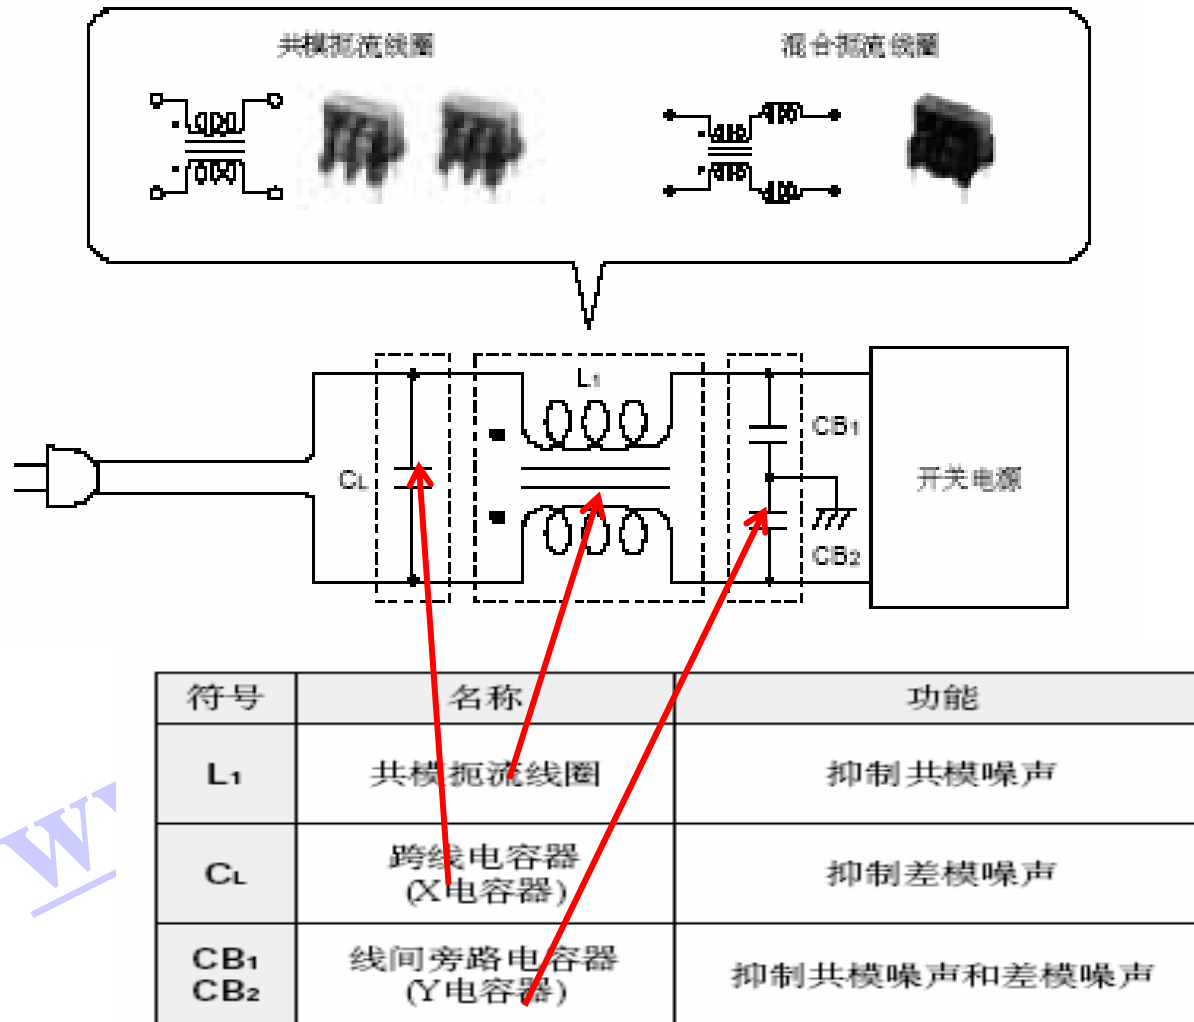 共模扼流线圈
混合扼流线圈
L1
CL
CB1
CB2
开关电源
符号 名称 功能
L1 共模扼流线圈 抑制共模噪声
CL 跨线电容器
(X电容器) 抑制差模噪声
CB1
CB2 线间旁路电容器
(Y电容器) 抑制共模噪声和差模噪声